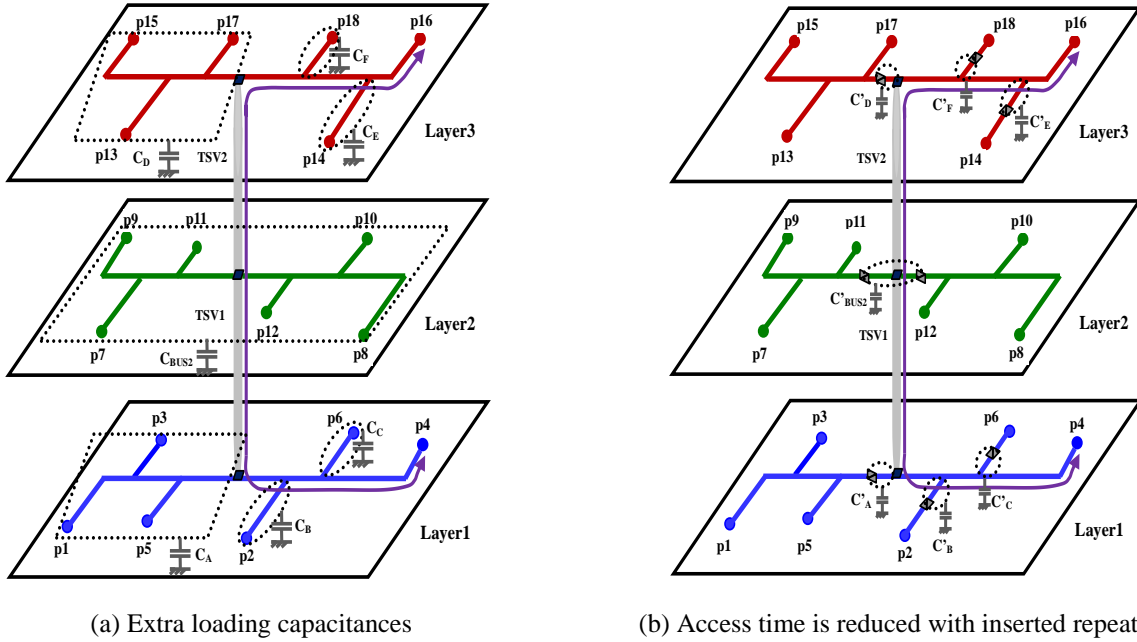 p15
p17
p18
p16
C_F
C_E
p13
C_D
TSV2
p14
Layer3
p9
p11
p10
TSV1
p12
p7
C_BUS2
p8
Layer2
p3
p6
C_C
p4
p1
p5
C_A
p2
C_B
Layer1
(a) Extra loading capacitances
p15
p17
p18
p16
C'_D
C'_F
C'_E
p13
TSV2
p14
Layer3
p9
p11
p10
C'_BUS2
TSV1
p12
p7
p8
Layer2
p3
p6
p4
C'_A
C'_C
p1
p5
p2
C'_B
Layer1
(b) Access time is reduced with inserted repeat